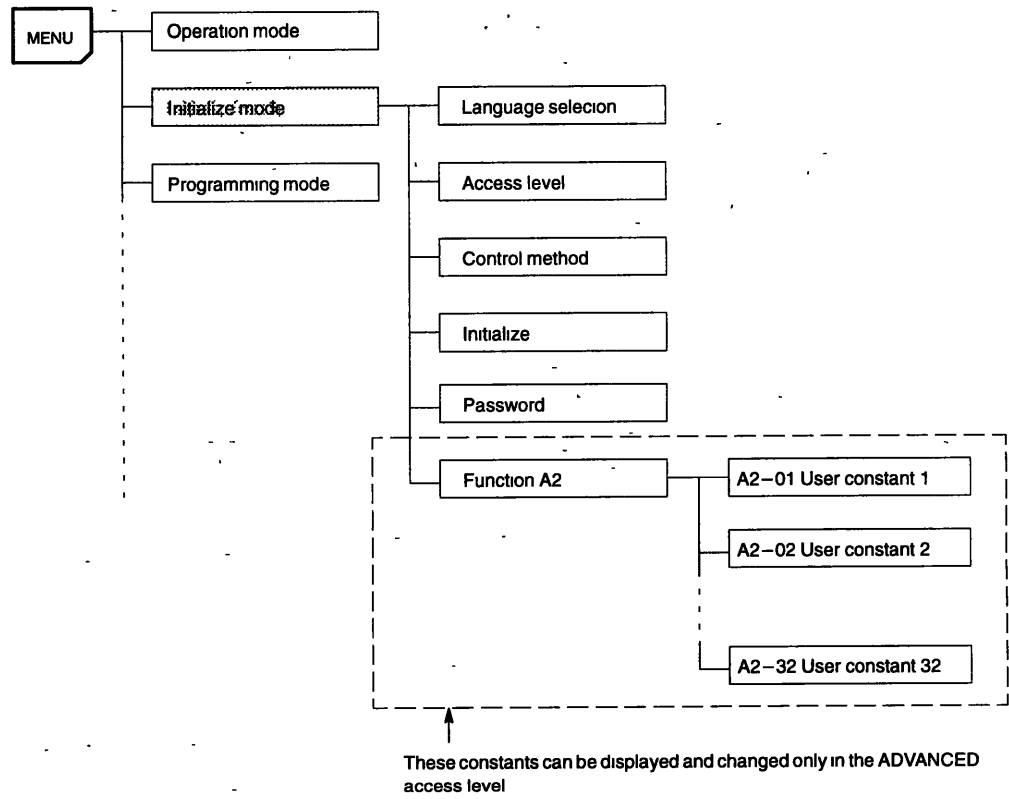 MENU
Operation mode
Initialize mode
Programming mode
Language selecion
Access level
Control method
Initialize
Password
Function A2
A2–01 User constant 1
A2–02 User constant 2
A2–32 User constant 32
These constants can be displayed and changed only in the ADVANCED
access level